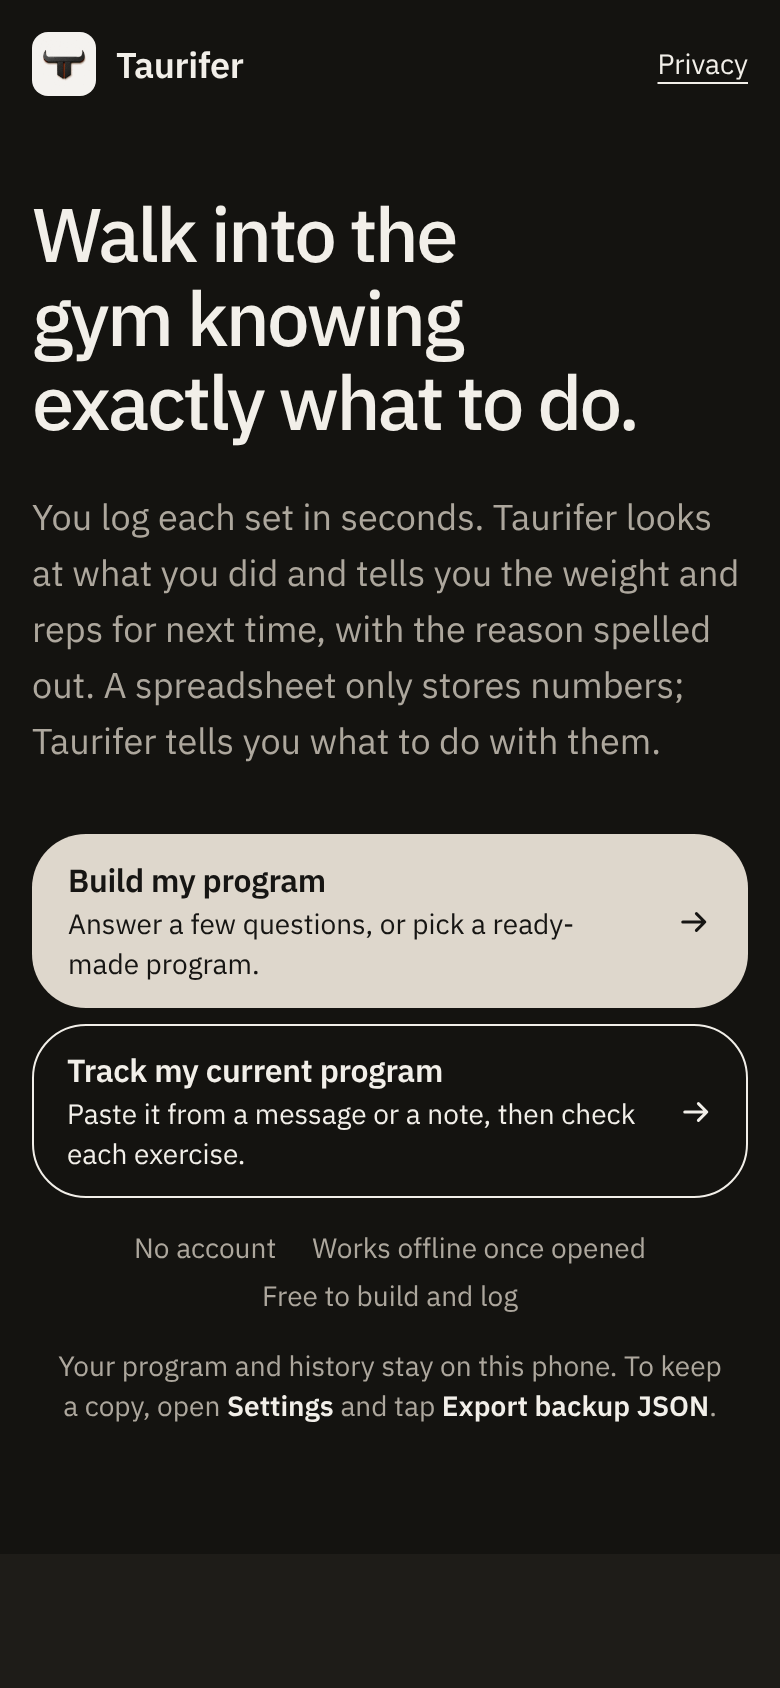 Taurifer
Privacy
Walk into the
gym knowing
exactly what to do.
You log each set in seconds. Taurifer looks
at what you did and tells you the weight and
reps for next time, with the reason spelled
out. A spreadsheet only stores numbers;
Taurifer tells you what to do with them.
Build my program
Answer a few questions, or pick a ready-
made program.
Track my current program
Paste it from a message or a note, then check
each exercise.
No account Works offline once opened
Free to build and log
Your program and history stay on this phone. To keep
a copy, open Settings and tap Export backup JSON.